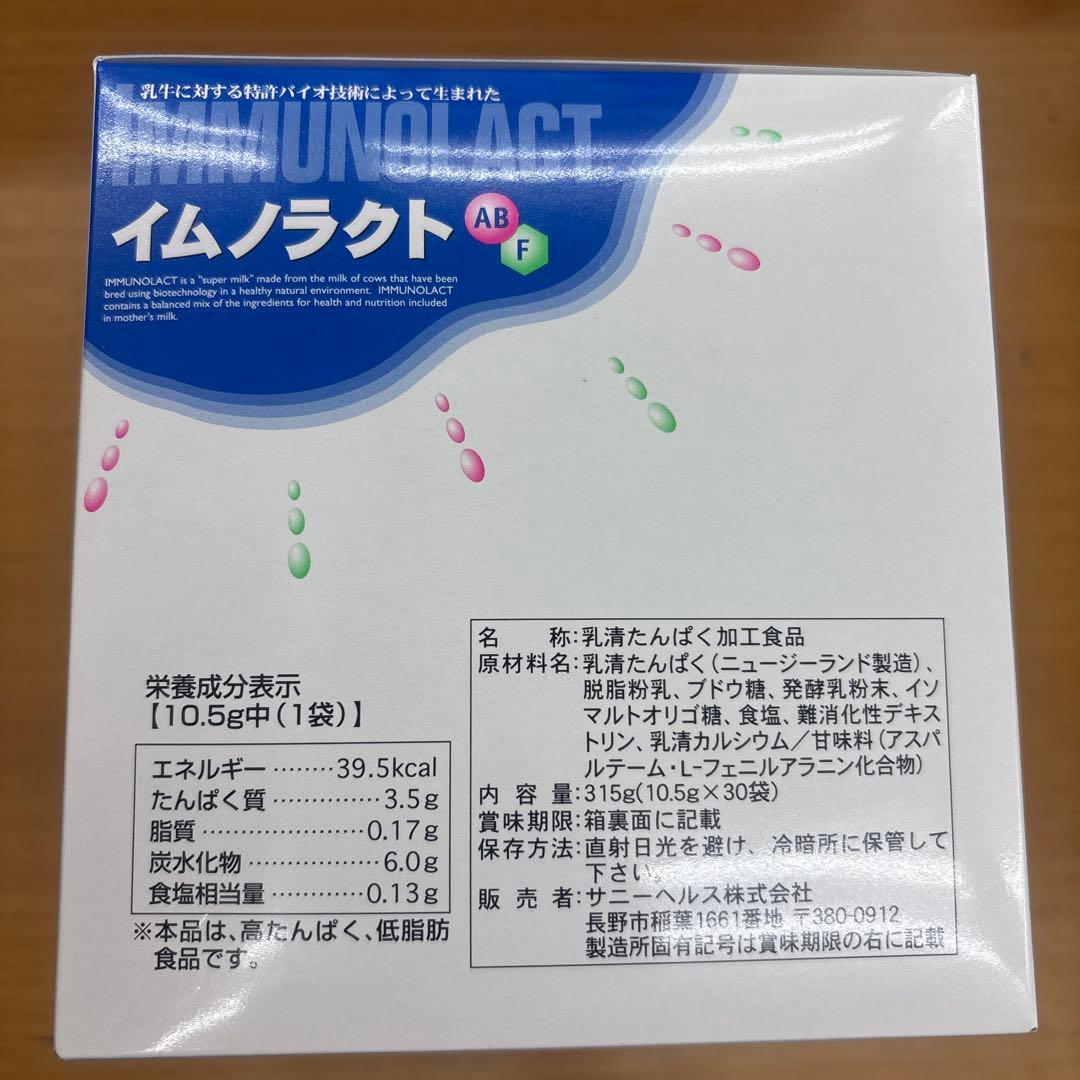 乳牛に対する特許バイオ技術によって生まれた
IMMUNOLACT
イムノラクト AB F
IMMUNOLACT is a "super milk" made from the milk of cows that have been
bred using biotechnology in a healthy natural environment. IMMUNOLACT
contains a balanced mix of the ingredients for health and nutrition included
in mother's milk.
栄養成分表示
【10.5g中(1袋)】
エネルギー………39.5kcal
たんぱく質……………3.5g
脂質……………………0.17g
炭水化物………………6.0g
食塩相当量……………0.13g
※本品は、高たんぱく、低脂肪
食品です。
名称:乳清たんぱく加工食品
原材料名:乳清たんぱく(ニュージーランド製造)、
脱脂粉乳、ブドウ糖、発酵乳粉末、イソ
マルトオリゴ糖、食塩、難消化性デキス
トリン、乳清カルシウム/甘味料(アスパ
ルテーム・L-フェニルアラニン化合物)
内容量:315g(10.5g×30袋)
賞味期限:箱裏面に記載
保存方法:直射日光を避け、冷暗所に保管して
下さい。
販売者:サニーヘルス株式会社
長野市稲葉1661番地 〒380-0912
製造所固有記号は賞味期限の右に記載